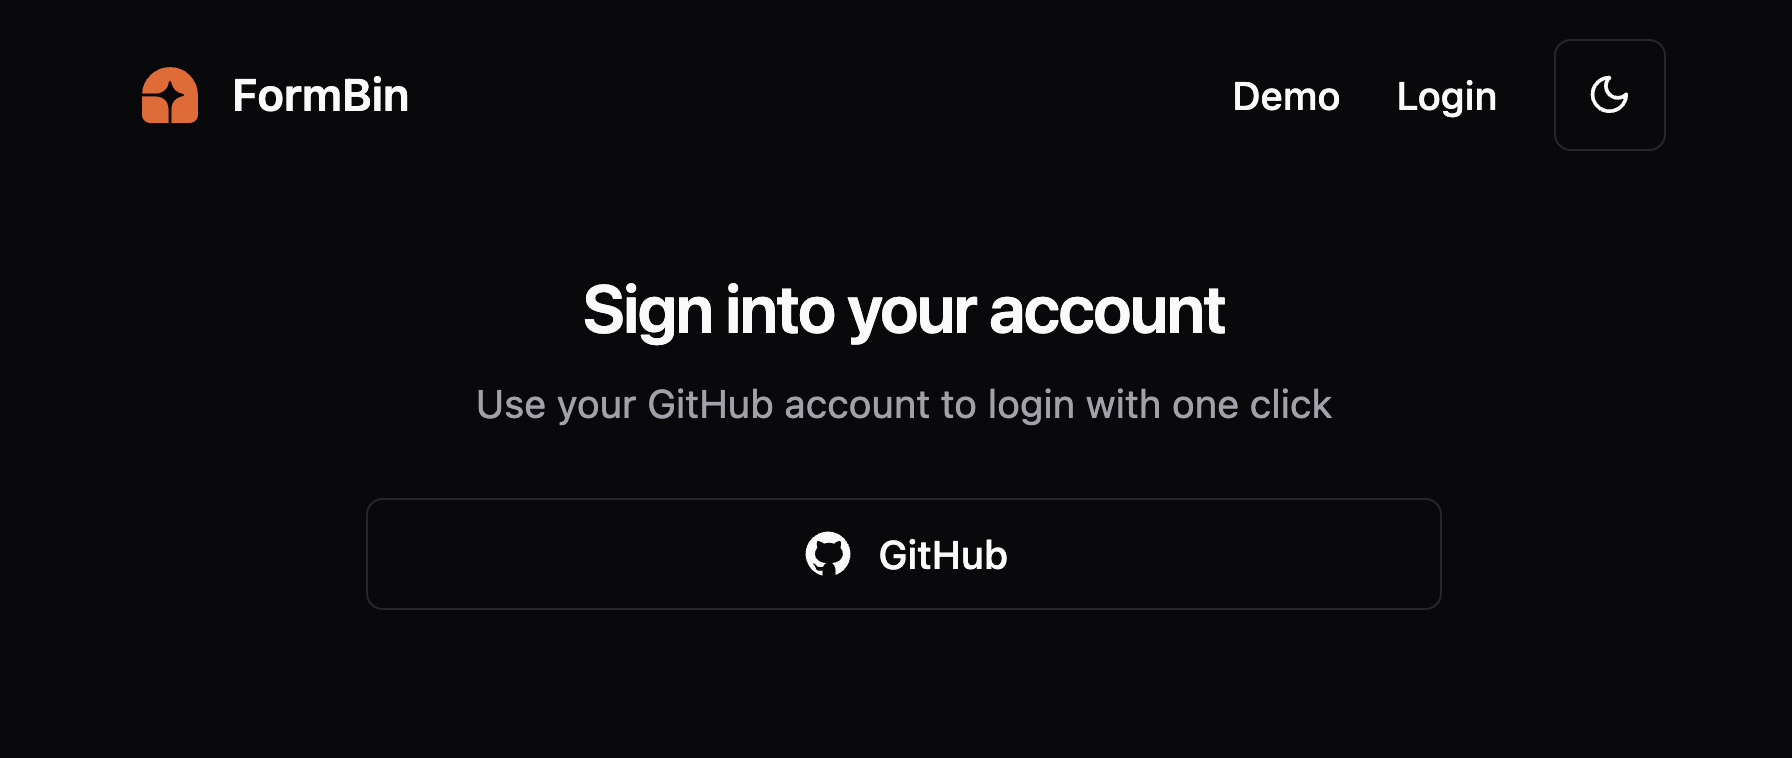 FormBin
Demo
Login
Sign into your account
Use your GitHub account to login with one click
GitHub